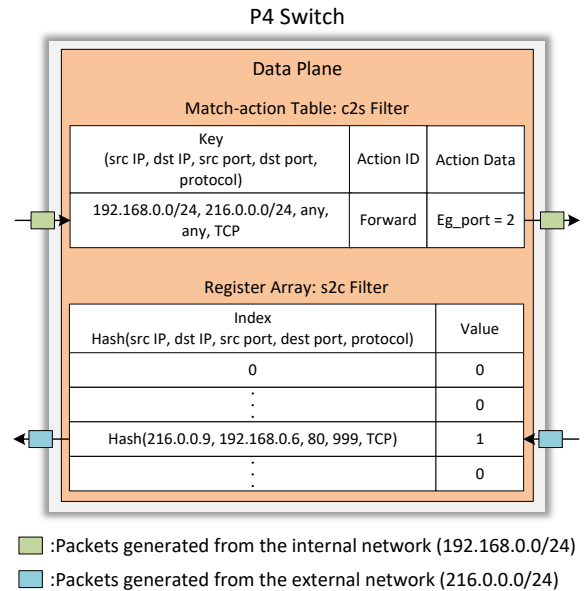 P4 Switch
Data Plane
Match-action Table: c2s Filter
Key
(src IP, dst IP, src port, dst port,
protocol)
Action ID
Action Data
192.168.0.0/24, 216.0.0.0/24, any,
any, TCP
Forward
Eg_port = 2
Register Array: s2c Filter
Index
Hash(src IP, dst IP, src port, dest port, protocol)
Value
0
0
0
Hash(216.0.0.9, 192.168.0.6, 80, 999, TCP)
1
0
:Packets generated from the internal network (192.168.0.0/24)
:Packets generated from the external network (216.0.0.0/24)